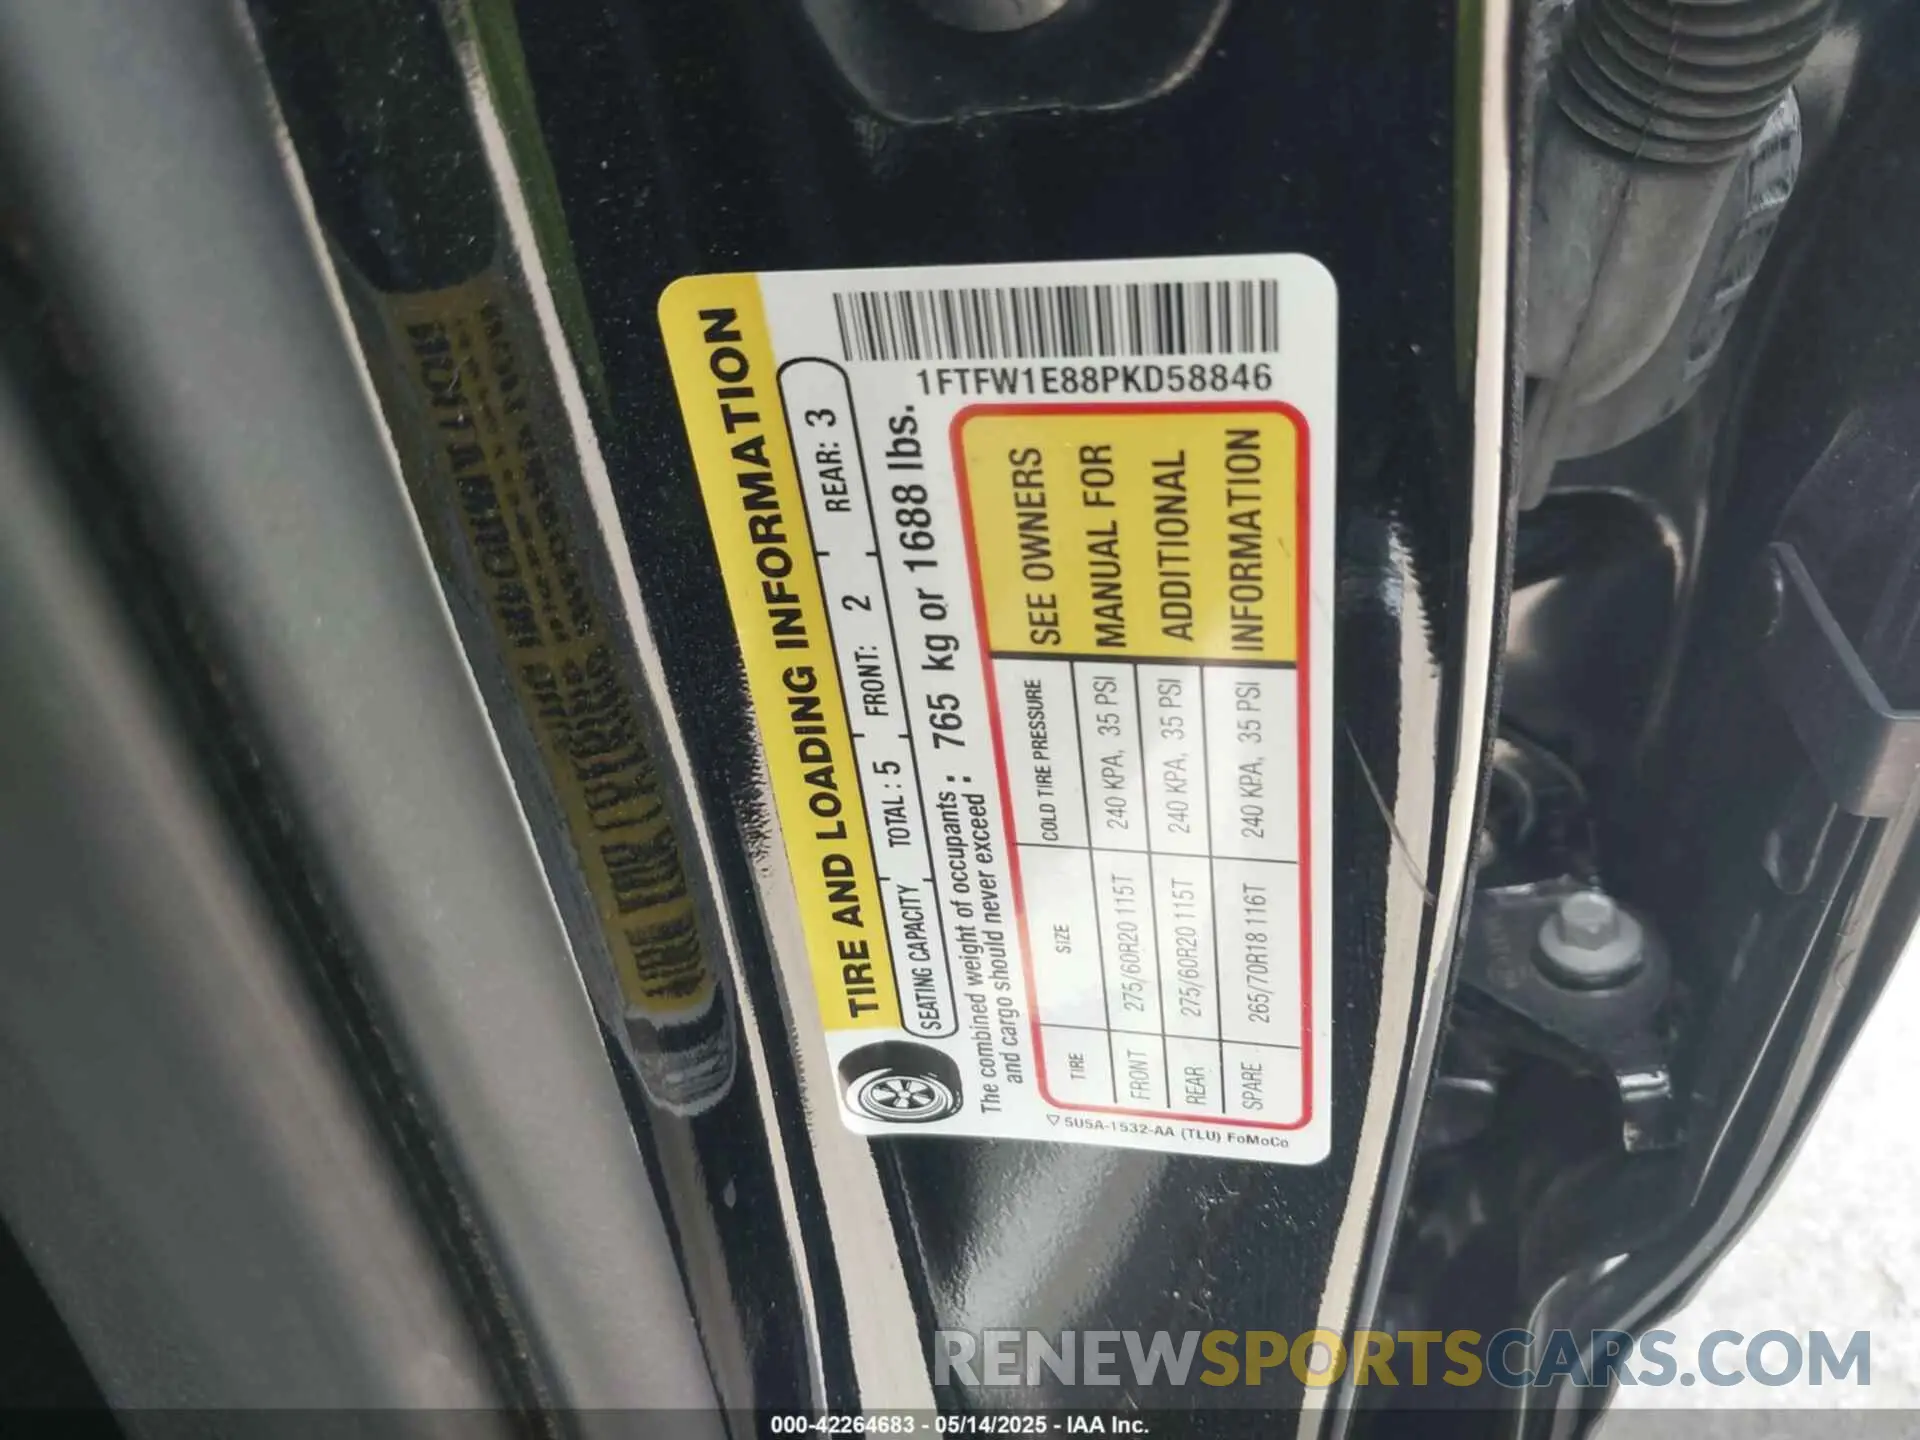 TIRE AND LOADING INFORMATION
SEATING CAPACITY TOTAL : 5 FRONT: 2 REAR: 3
The combined weight of occupants and cargo should never exceed : 765 kg or 1688 lbs.
1FTFW1E88PKD58846
TIRE SIZE COLD TIRE PRESSURE
FRONT 275/60R20 115T 240 KPA, 35 PSI
REAR 275/60R20 115T 240 KPA, 35 PSI
SPARE 265/70R18 116T 240 KPA, 35 PSI
SEE OWNERS
MANUAL FOR
ADDITIONAL
INFORMATION
5U5A-1532-AA (TLU) FoMoCo
RENEWSPORTSCARS.COM
000-42264683 - 05/14/2025 - IAA Inc.